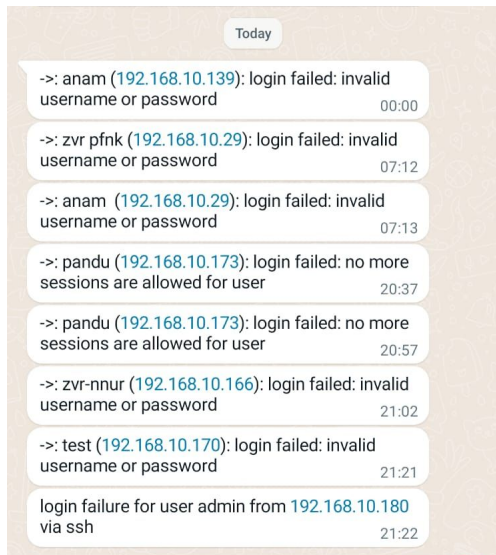 Today
->: anam (192.168.10.139): login failed: invalid
username or password
00:00
->: zvr pfnk (192.168.10.29): login failed: invalid
username or password
07:12
->: anam  (192.168.10.29): login failed: invalid
username or password
07:13
->: pandu (192.168.10.173): login failed: no more
sessions are allowed for user
20:37
->: pandu (192.168.10.173): login failed: no more
sessions are allowed for user
20:57
->: zvr-nnur (192.168.10.166): login failed: invalid
username or password
21:02
->: test (192.168.10.170): login failed: invalid
username or password
21:21
login failure for user admin from 192.168.10.180
via ssh
21:22